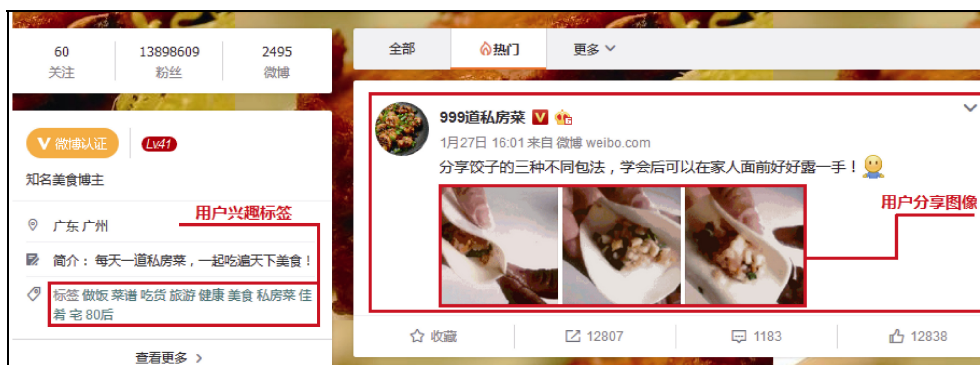 60 13898609 2495
关注 粉丝 微博
V 微博认证 Lv41
知名美食博主
用户兴趣标签
广东 广州
简介：每天一道私房菜，一起吃遍天下美食！
标签 做饭 菜谱 吃货 旅游 健康 美食 私房菜 佳
肴 宅 80后
查看更多 >
全部 热门 更多
999道私房菜 V
1月27日 16:01 来自 微博 weibo.com
分享饺子的三种不同包法，学会后可以在家人面前好好露一手！
用户分享图像
收藏 12807 1183 12838